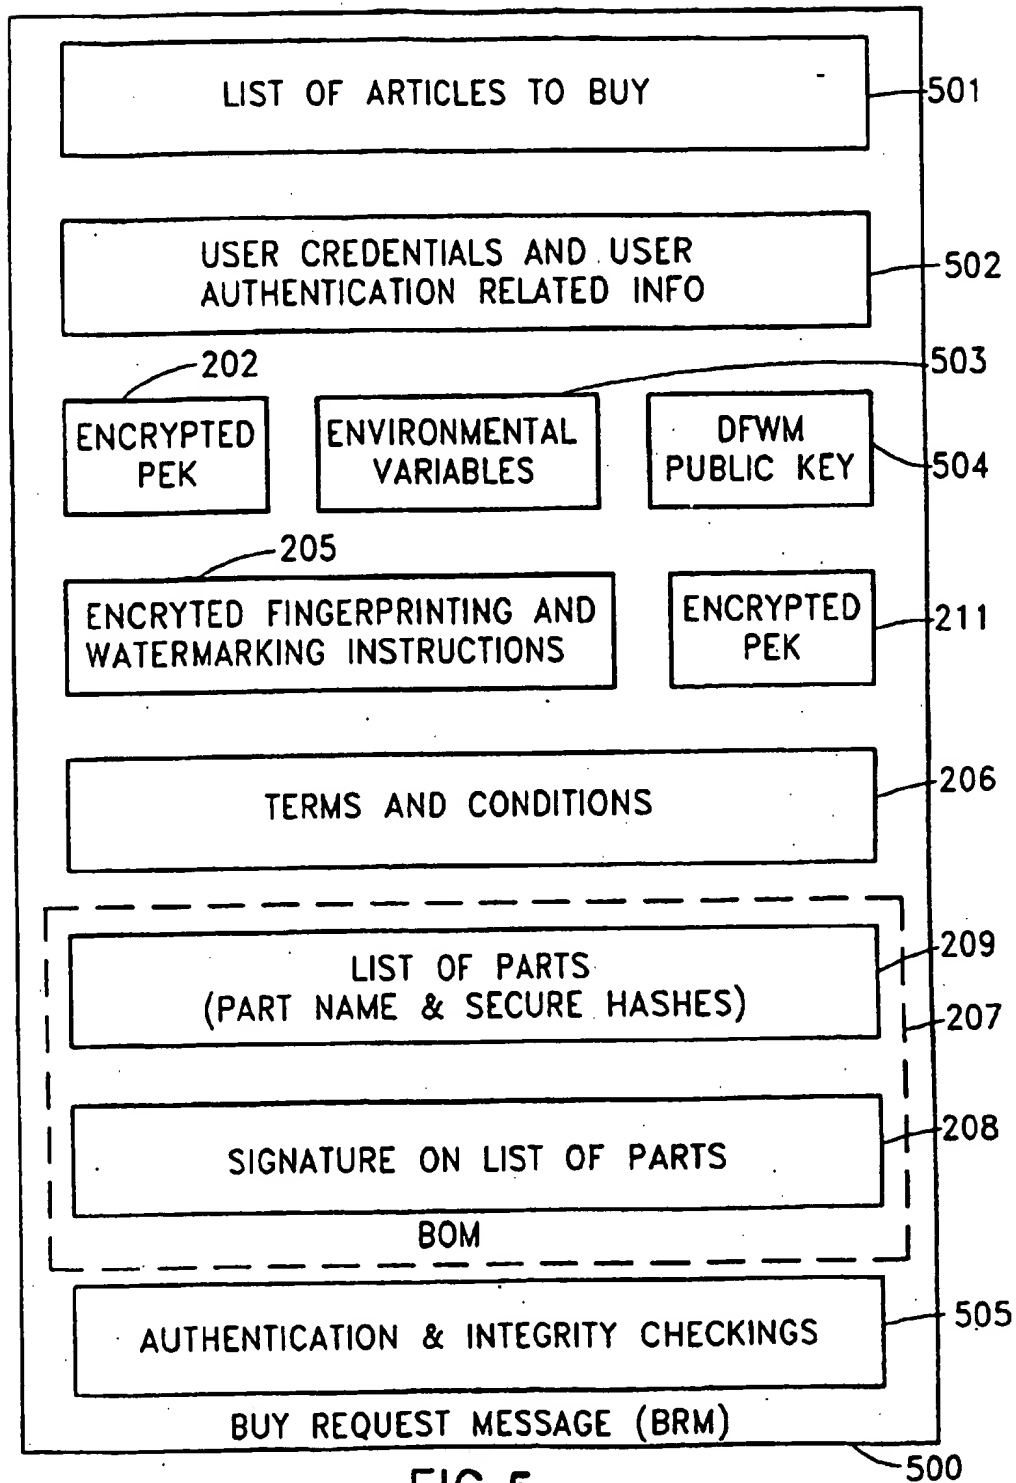 LIST OF ARTICLES TO BUY
501
USER CREDENTIALS AND USER
AUTHENTICATION RELATED INFO
502
202
503
ENCRYPTED
PEK
ENVIRONMENTAL
VARIABLES
DFWM
PUBLIC KEY
504
205
ENCRYTED FINGERPRINTING AND
WATERMARKING INSTRUCTIONS
ENCRYPTED
PEK
211
TERMS AND CONDITIONS
206
LIST OF PARTS
(PART NAME & SECURE HASHES)
209
207
SIGNATURE ON LIST OF PARTS
208
BOM
AUTHENTICATION & INTEGRITY CHECKINGS
505
BUY REQUEST MESSAGE (BRM)
500
FIG. 5